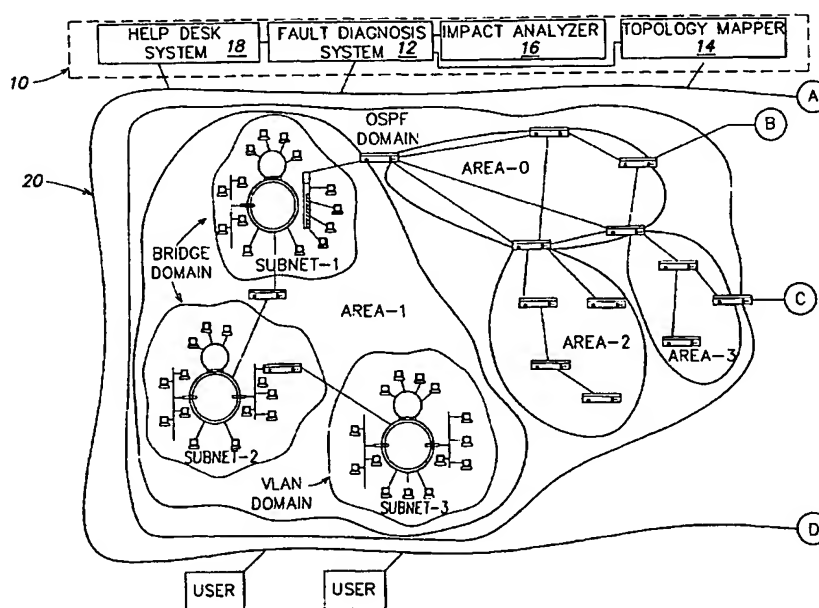 HELP DESK
SYSTEM 18
FAULT DIAGNOSIS
SYSTEM 12
IMPACT ANALYZER
16
TOPOLOGY MAPPER
14
10
A
OSPF
DOMAIN
B
AREA-0
20
BRIDGE
DOMAIN
SUBNET-1
C
AREA-1
AREA-2
AREA-3
SUBNET-2
VLAN
DOMAIN
SUBNET-3
D
USER
USER